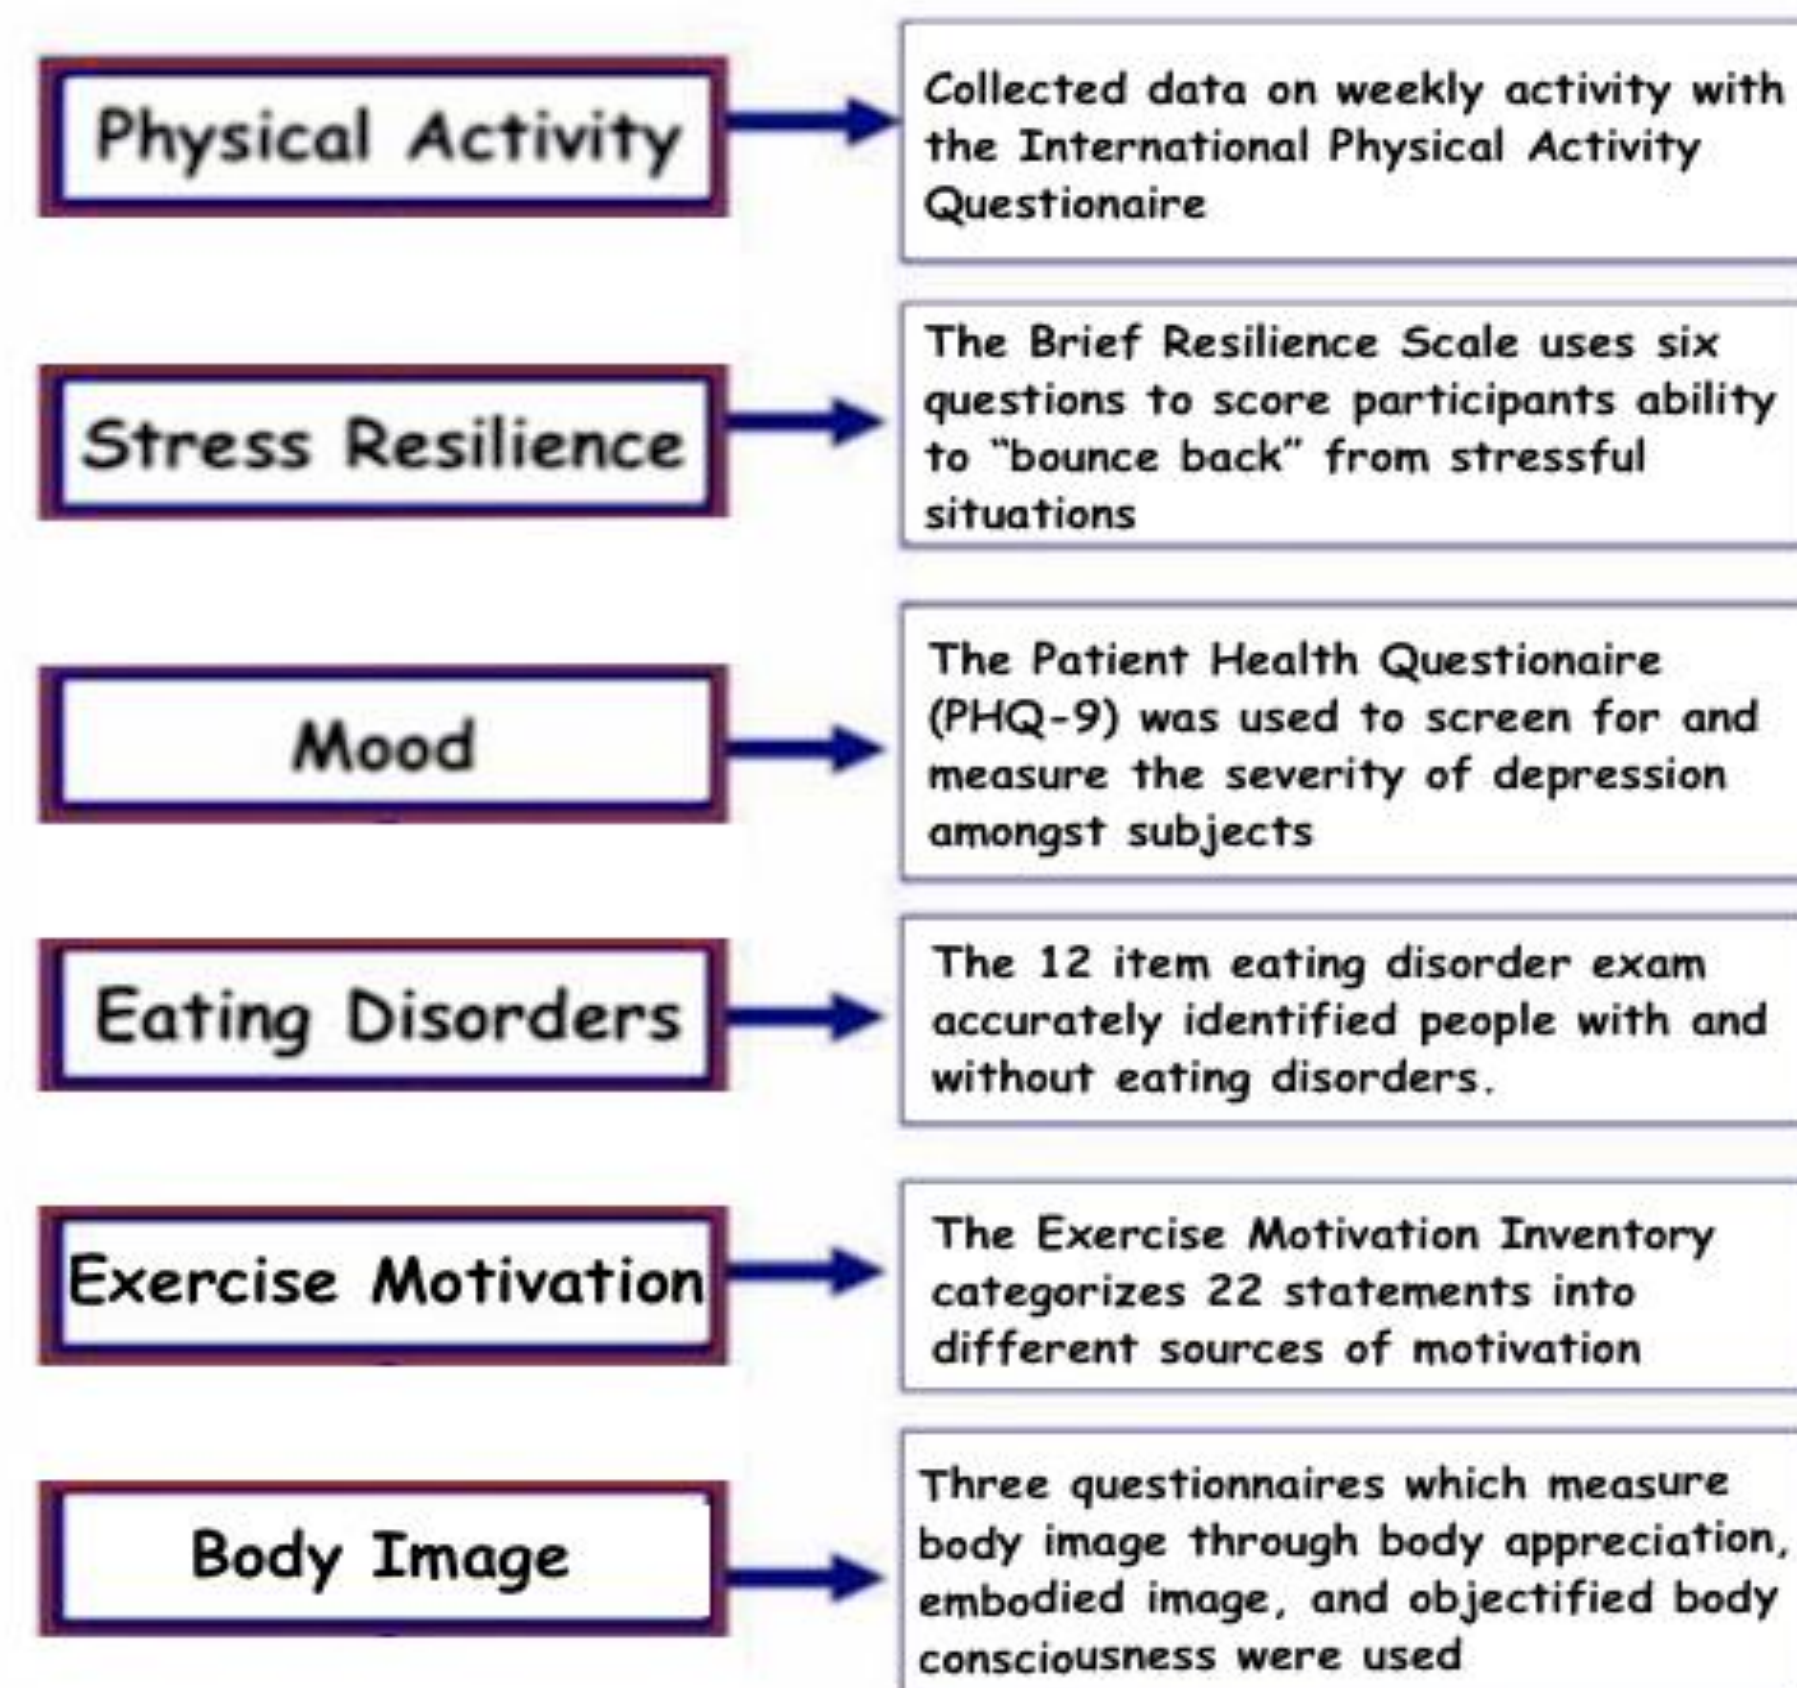 Physical Activity
Collected data on weekly activity with
the International Physical Activity
Questionaire
Stress Resilience
The Brief Resilience Scale uses six
questions to score participants ability
to “bounce back” from stressful
situations
Mood
The Patient Health Questionaire
(PHQ-9) was used to screen for and
measure the severity of depression
amongst subjects
Eating Disorders
The 12 item eating disorder exam
accurately identified people with and
without eating disorders.
Exercise Motivation
The Exercise Motivation Inventory
categorizes 22 statements into
different sources of motivation
Body Image
Three questionnaires which measure
body image through body appreciation,
embodied image, and objectified body
consciousness were used